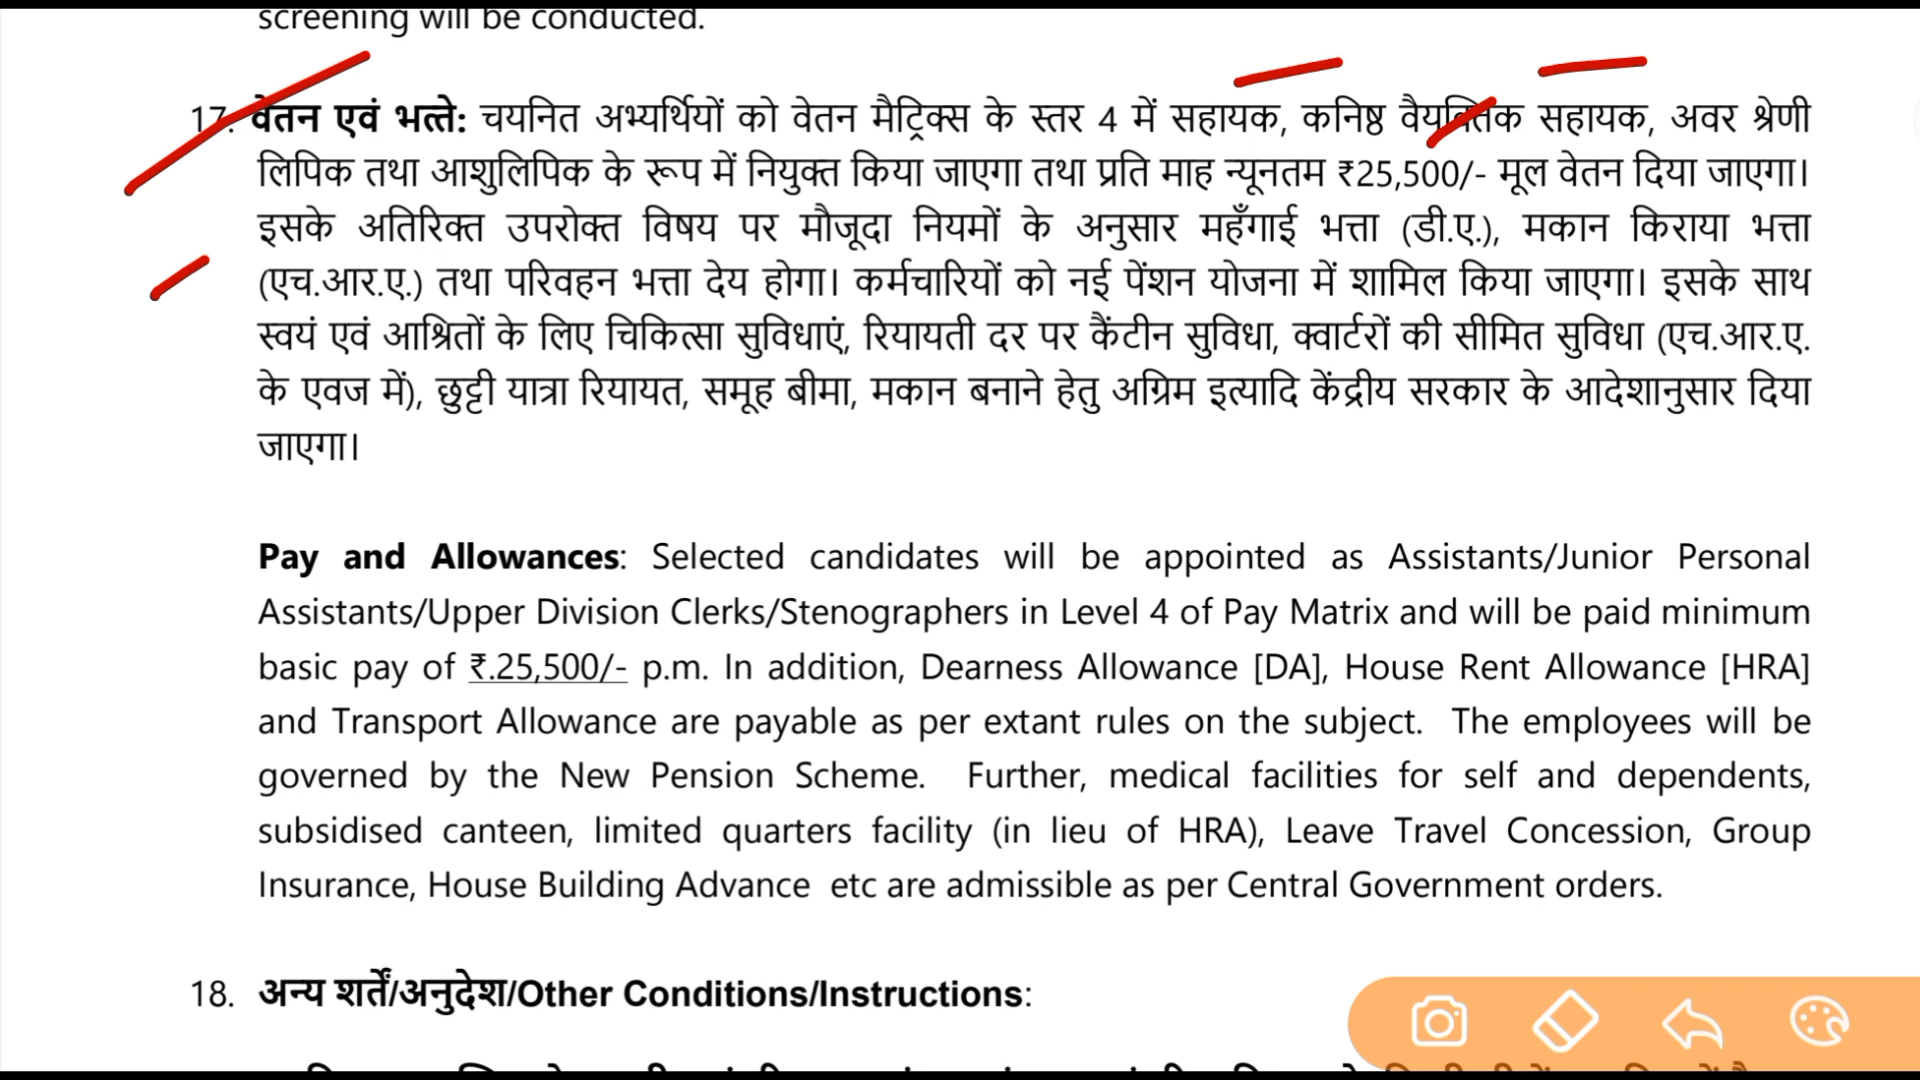 screening will be conducted.
17. वेतन एवं भत्ते: चयनित अभ्यर्थियों को वेतन मैट्रिक्स के स्तर 4 में सहायक, कनिष्ठ वैयक्तिक सहायक, अवर श्रेणी
लिपिक तथा आशुलिपिक के रूप में नियुक्त किया जाएगा तथा प्रति माह न्यूनतम ₹25,500/- मूल वेतन दिया जाएगा।
इसके अतिरिक्त उपरोक्त विषय पर मौजूदा नियमों के अनुसार महँगाई भत्ता (डी.ए.), मकान किराया भत्ता
(एच.आर.ए.) तथा परिवहन भत्ता देय होगा। कर्मचारियों को नई पेंशन योजना में शामिल किया जाएगा। इसके साथ
स्वयं एवं आश्रितों के लिए चिकित्सा सुविधाएं, रियायती दर पर कैंटीन सुविधा, क्वार्टरों की सीमित सुविधा (एच.आर.ए.
के एवज में), छुट्टी यात्रा रियायत, समूह बीमा, मकान बनाने हेतु अग्रिम इत्यादि केंद्रीय सरकार के आदेशानुसार दिया
जाएगा।
Pay and Allowances: Selected candidates will be appointed as Assistants/Junior Personal
Assistants/Upper Division Clerks/Stenographers in Level 4 of Pay Matrix and will be paid minimum
basic pay of ₹.25,500/- p.m. In addition, Dearness Allowance [DA], House Rent Allowance [HRA]
and Transport Allowance are payable as per extant rules on the subject. The employees will be
governed by the New Pension Scheme. Further, medical facilities for self and dependents,
subsidised canteen, limited quarters facility (in lieu of HRA), Leave Travel Concession, Group
Insurance, House Building Advance etc are admissible as per Central Government orders.
18. अन्य शर्तें/अनुदेश/Other Conditions/Instructions: